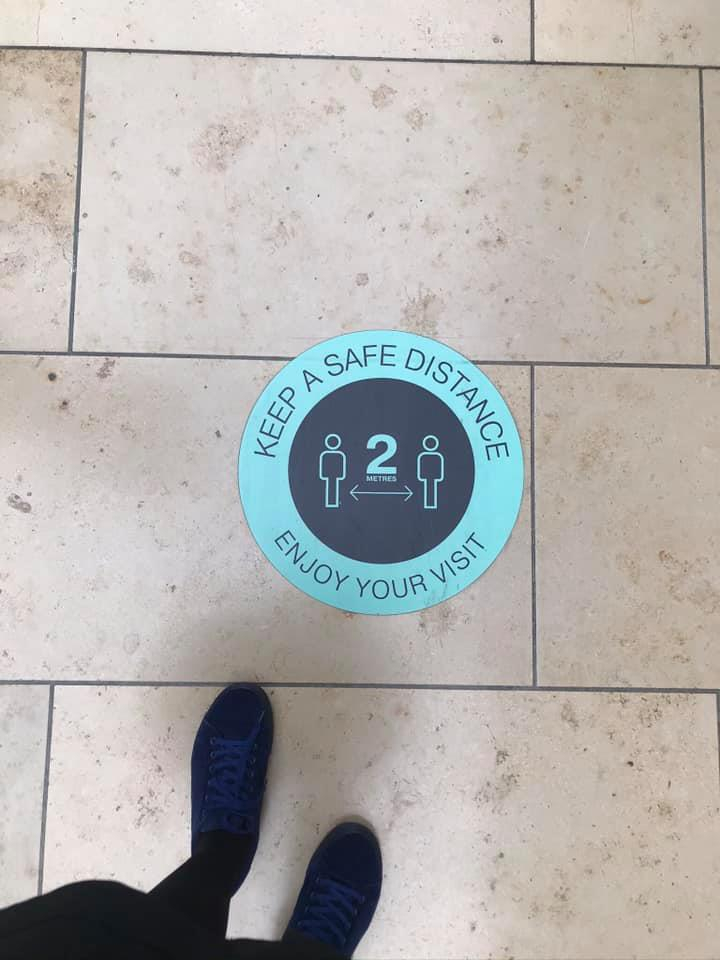 KEEP A SAFE DISTANCE
2
METRES
ENJOY YOUR VISIT